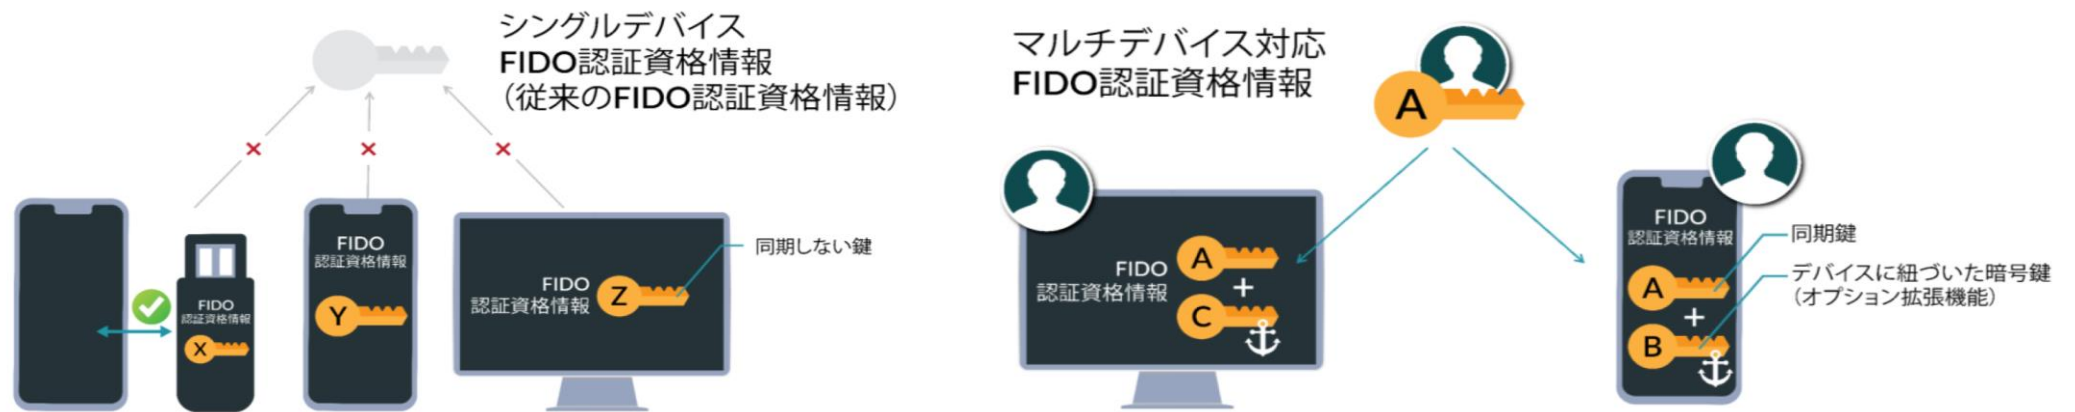 シングルデバイス
FIDO認証資格情報
（従来のFIDO認証資格情報）
FIDO
認証資格情報
X
FIDO
認証資格情報
Y
FIDO
認証資格情報
Z
同期しない鍵
マルチデバイス対応
FIDO認証資格情報
A
FIDO
認証資格情報
A
+
C
FIDO
認証資格情報
A
+
B
同期鍵
デバイスに紐づいた暗号鍵
（オプション拡張機能）